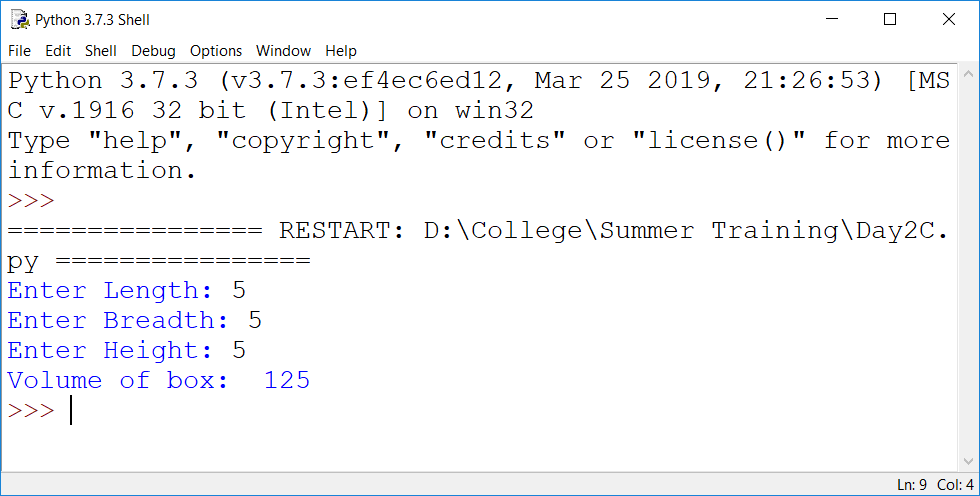 Python 3.7.3 Shell
File Edit Shell Debug Options Window Help
Python 3.7.3 (v3.7.3:ef4ec6ed12, Mar 25 2019, 21:26:53) [MS
C v.1916 32 bit (Intel)] on win32
Type "help", "copyright", "credits" or "license()" for more
information.
>>>
================ RESTART: D:\College\Summer Training\Day2C.
py ================
Enter Length: 5
Enter Breadth: 5
Enter Height: 5
Volume of box:  125
>>>
Ln: 9 Col: 4